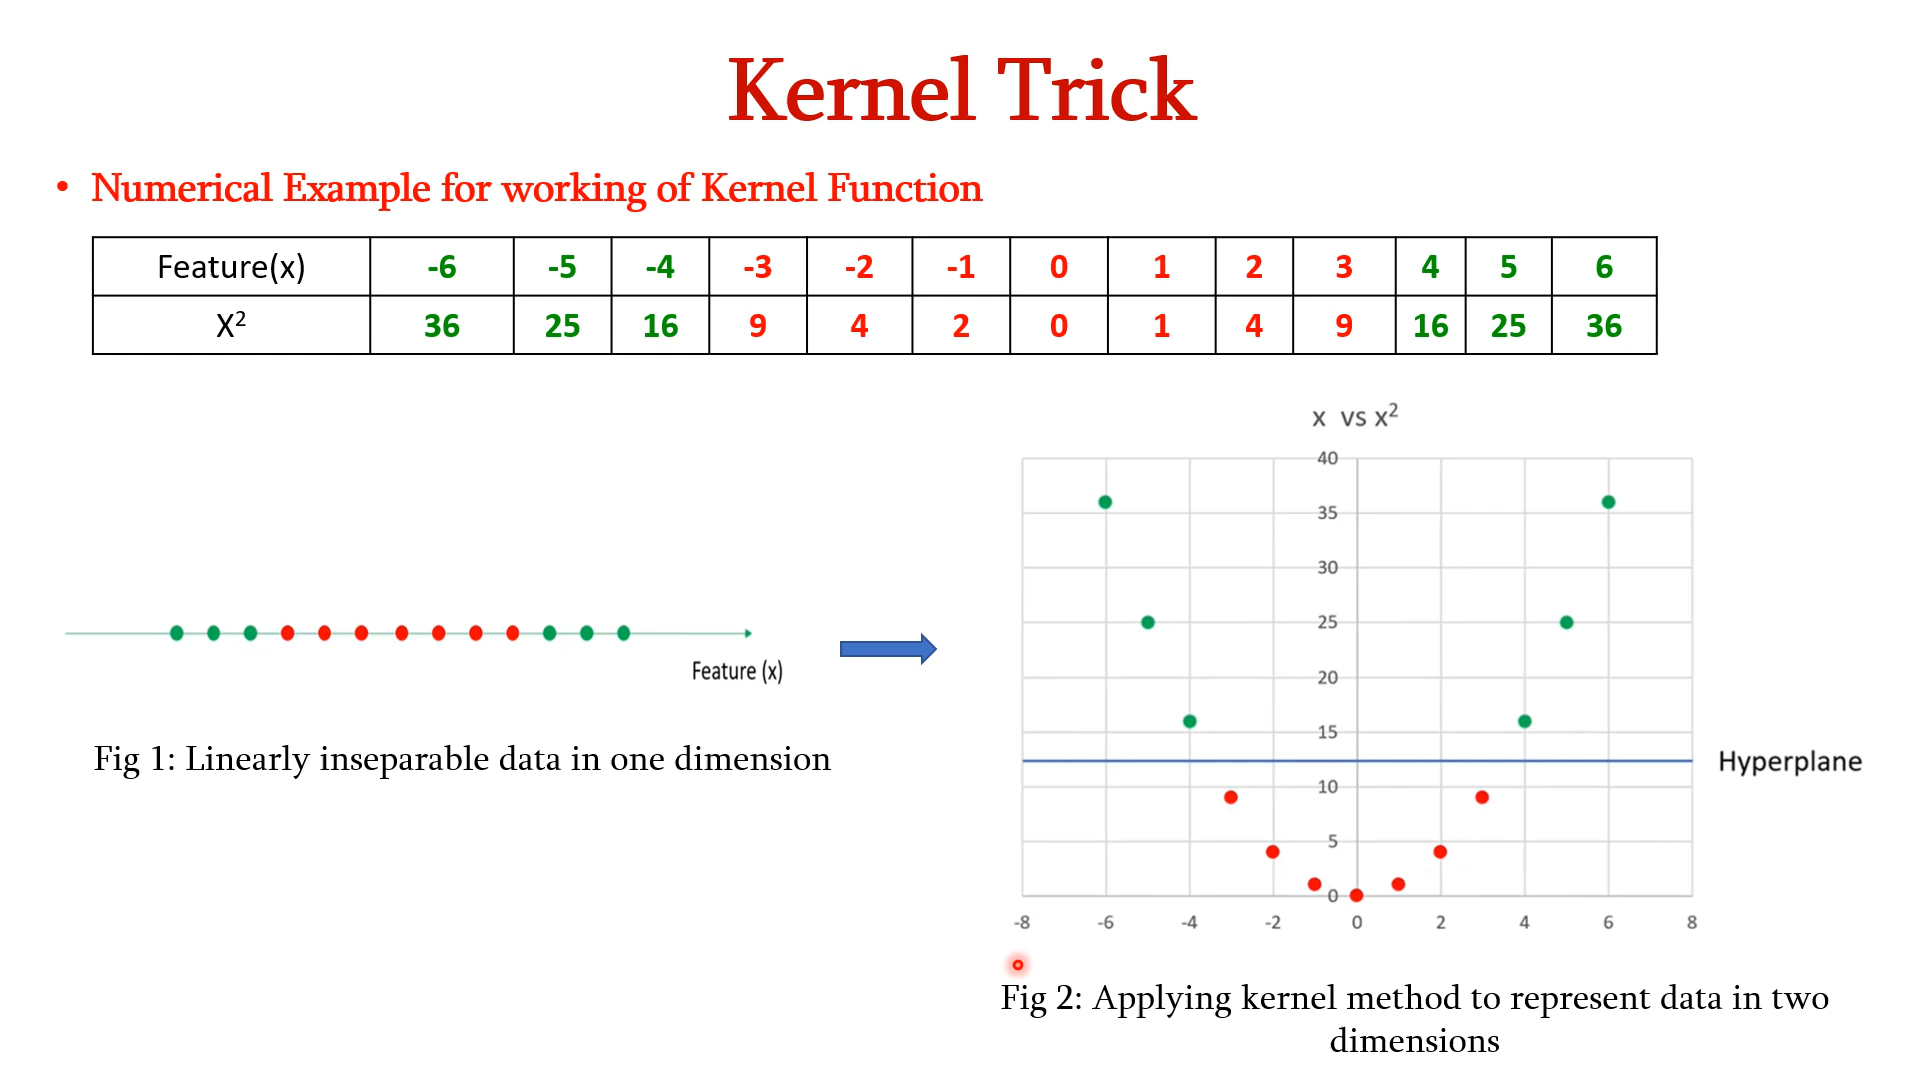 Kernel Trick
• Numerical Example for working of Kernel Function
Feature(x) -6 -5 -4 -3 -2 -1 0 1 2 3 4 5 6
X² 36 25 16 9 4 2 0 1 4 9 16 25 36
x vs x²
40
35
30
25
20
15
10
5
0
-8 -6 -4 -2 0 2 4 6 8
Hyperplane
Feature (x)
Fig 1: Linearly inseparable data in one dimension
Fig 2: Applying kernel method to represent data in two
dimensions